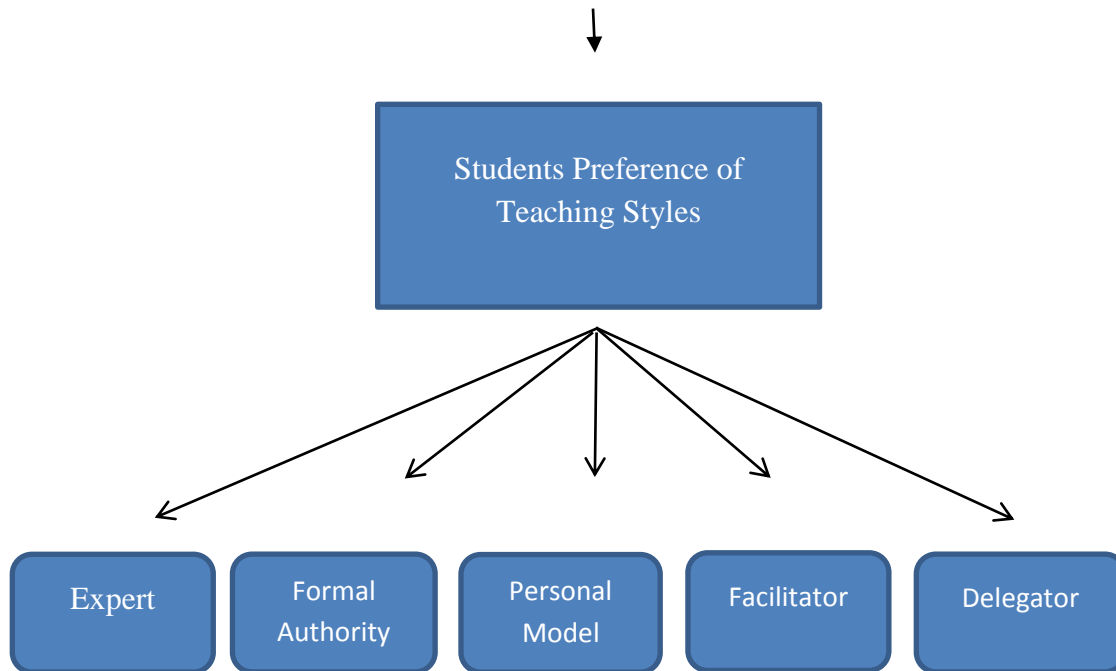 Students Preference of
Teaching Styles
Expert
Formal
Authority
Personal
Model
Facilitator
Delegator